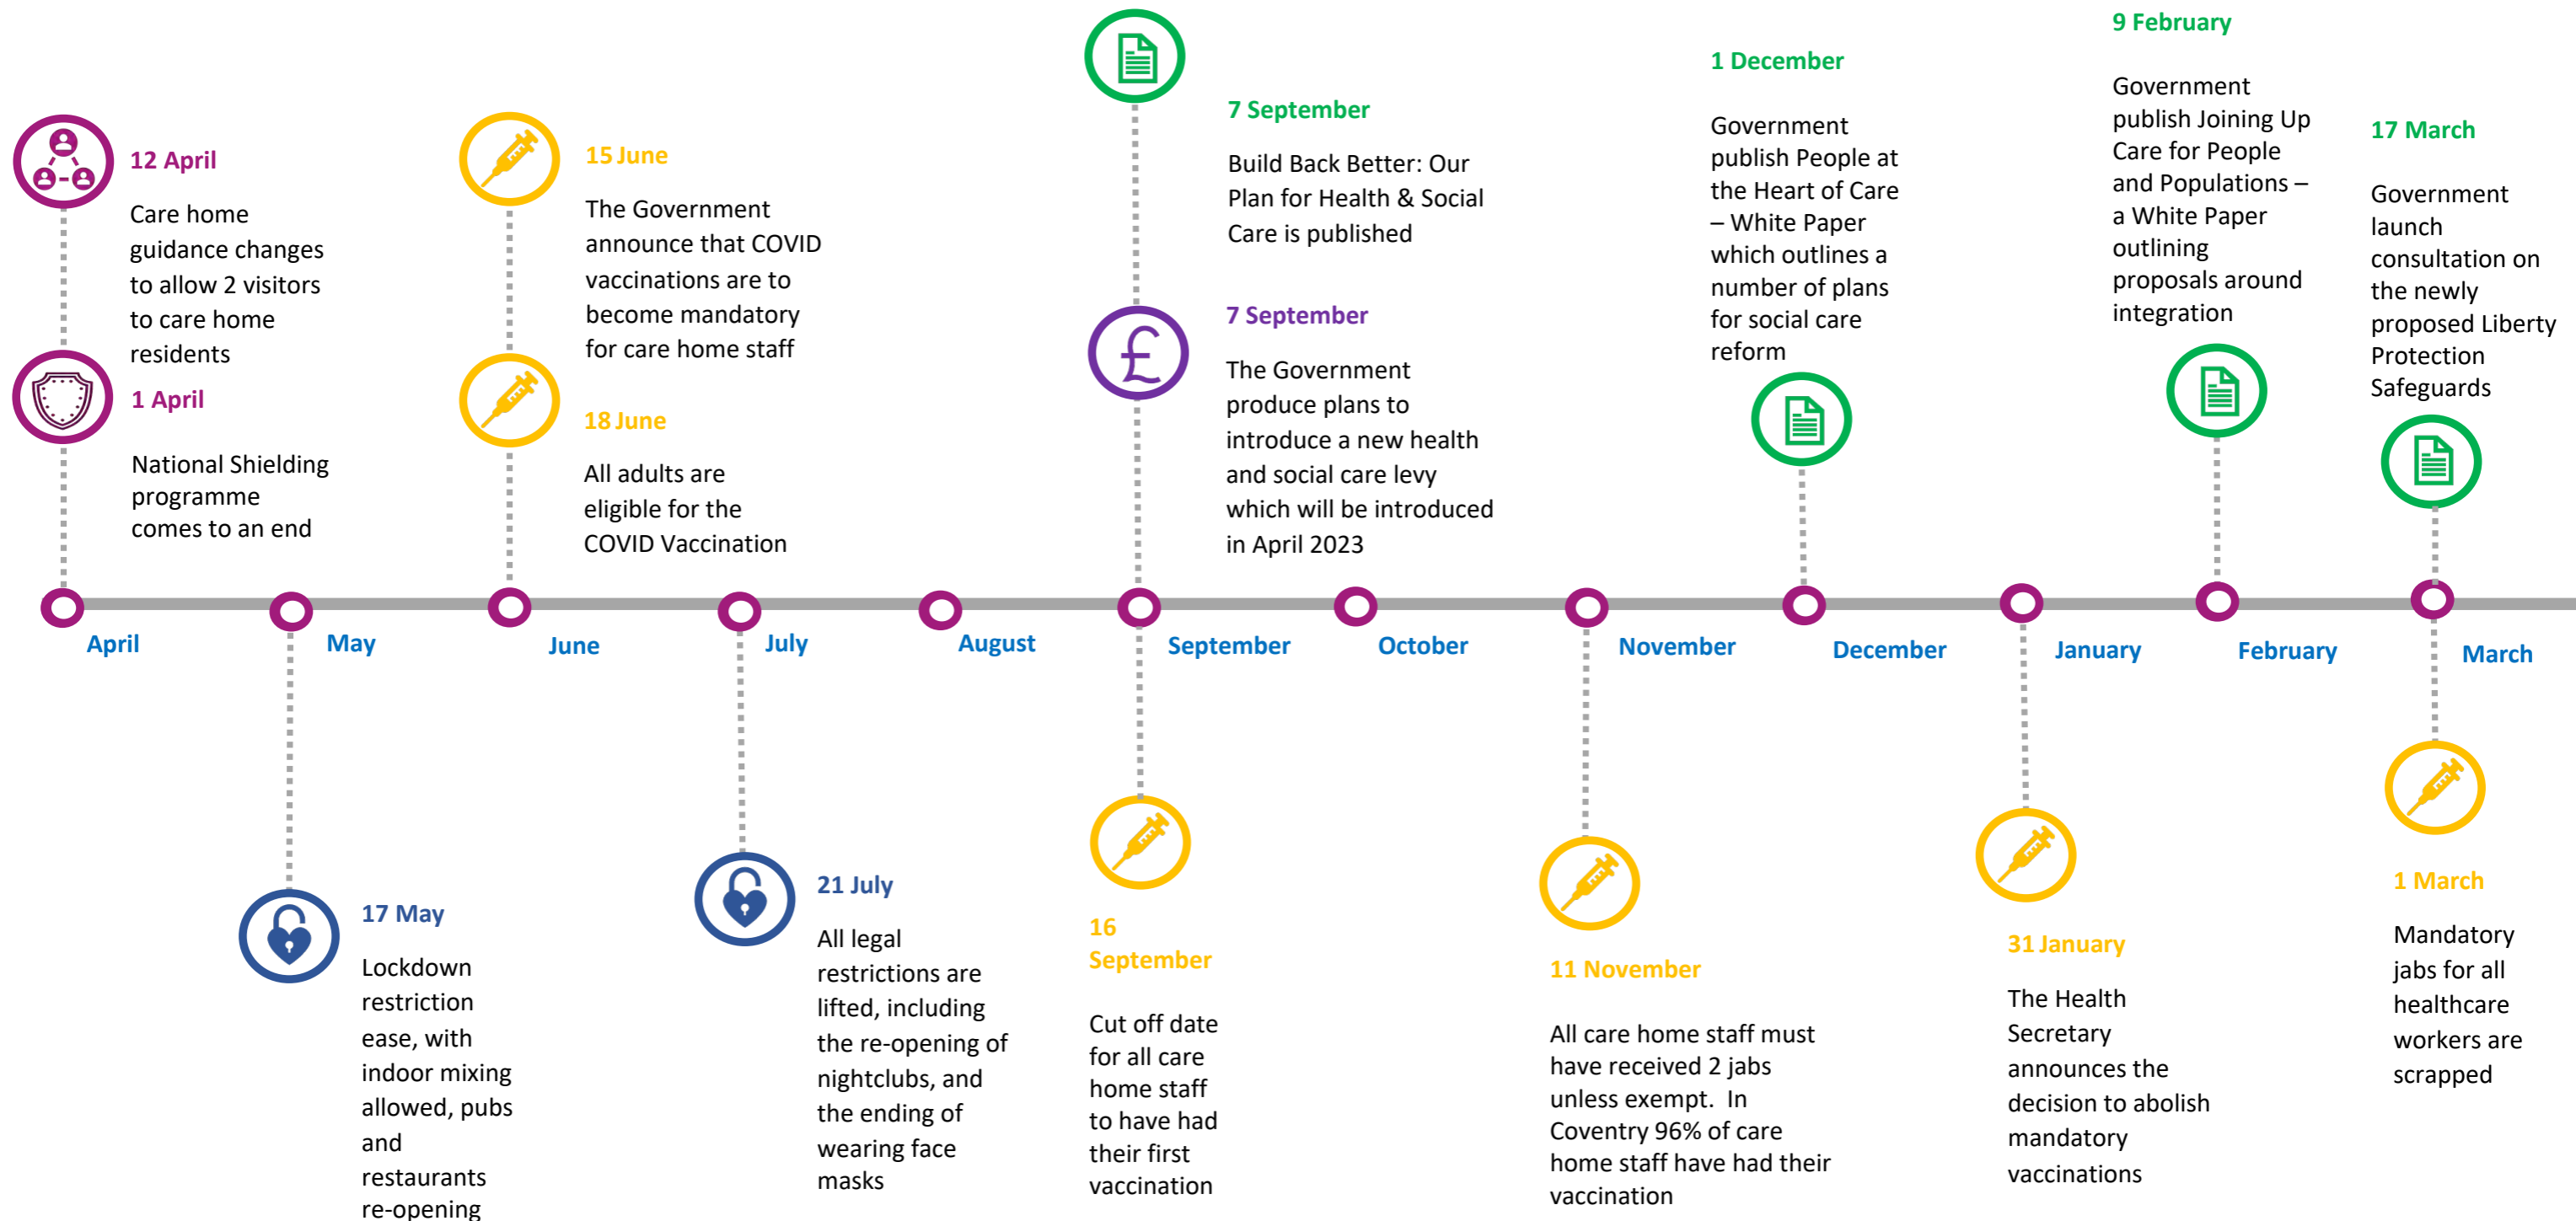 12 April
Care home
guidance changes
to allow 2 visitors
to care home
residents
1 April
National Shielding
programme
comes to an end
15 June
The Government
announce that COVID
vaccinations are to
become mandatory
for care home staff
18 June
All adults are
eligible for the
COVID Vaccination
7 September
Build Back Better: Our
Plan for Health & Social
Care is published
7 September
£
The Government
produce plans to
introduce a new health
and social care levy
which will be introduced
in April 2023
1 December
Government
publish People at
the Heart of Care
– White Paper
which outlines a
number of plans
for social care
reform
9 February
Government
publish Joining Up
Care for People
and Populations –
a White Paper
outlining
proposals around
integration
17 March
Government
launch
consultation on
the newly
proposed Liberty
Protection
Safeguards
April
May
June
July
August
September
October
November
December
January
February
March
17 May
Lockdown
restriction
ease, with
indoor mixing
allowed, pubs
and
restaurants
re-opening
21 July
All legal
restrictions are
lifted, including
the re-opening of
nightclubs, and
the ending of
wearing face
masks
16
September
Cut off date
for all care
home staff
to have had
their first
vaccination
11 November
All care home staff must
have received 2 jabs
unless exempt. In
Coventry 96% of care
home staff have had their
vaccination
31 January
The Health
Secretary
announces the
decision to abolish
mandatory
vaccinations
1 March
Mandatory
jabs for all
healthcare
workers are
scrapped